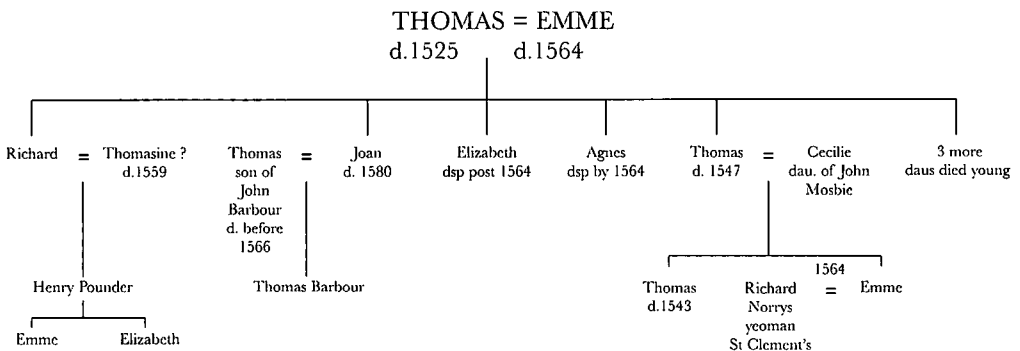 THOMAS = EMME
d.1525 d.1564
Richard = Thomasine ?
d.1559
Thomas = Joan
son of d. 1580
John
Barbour
d. before
1566
Elizabeth
dsp post 1564
Agnes
dsp by 1564
Thomas = Cecilie
d. 1547 dau. of John
Mosbie
3 more
daus died young
Henry Pounder
Thomas Barbour
1564
Thomas
d.1543
Richard = Emme
Norrys
yeoman
St Clement's
Emme Elizabeth